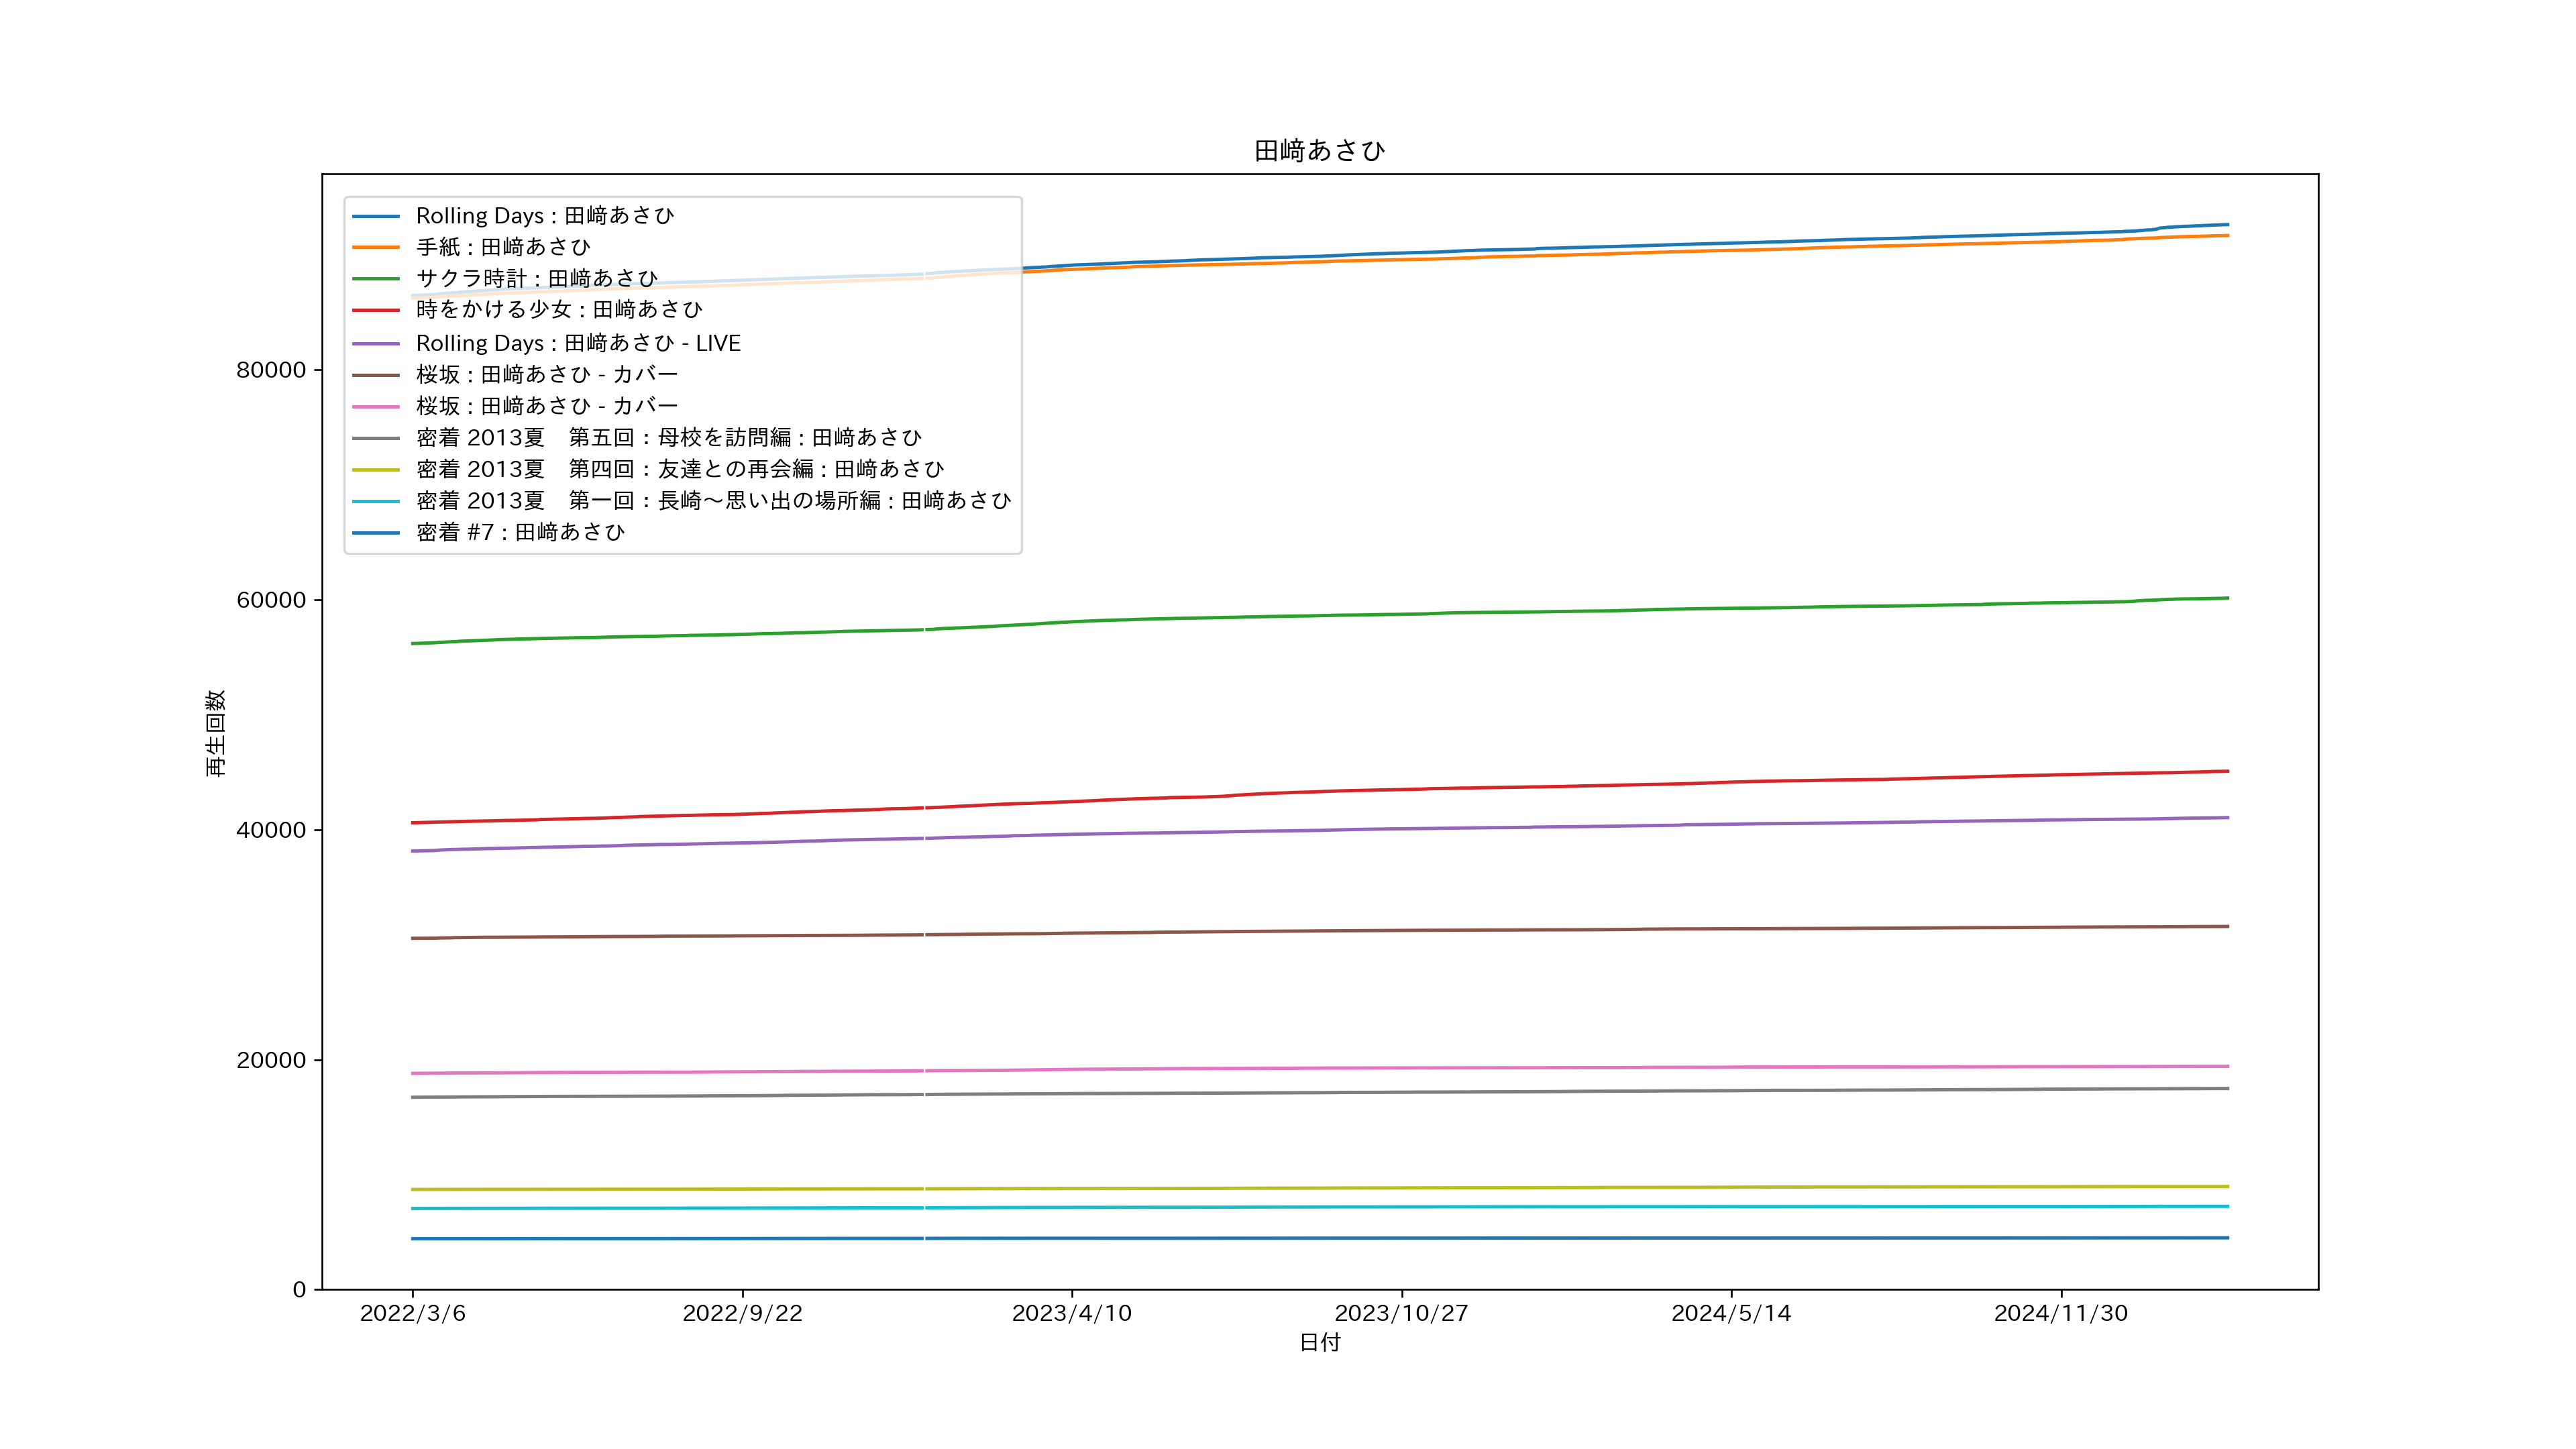 田﨑あさひ
Rolling Days : 田﨑あさひ
手紙 : 田﨑あさひ
サクラ時計 : 田﨑あさひ
時をかける少女 : 田﨑あさひ
Rolling Days : 田﨑あさひ - LIVE
桜坂 : 田﨑あさひ - カバー
桜坂 : 田﨑あさひ - カバー
密着 2013夏　第五回：母校を訪問編 : 田﨑あさひ
密着 2013夏　第四回：友達との再会編 : 田﨑あさひ
密着 2013夏　第一回：長崎～思い出の場所編 : 田﨑あさひ
密着 #7 : 田﨑あさひ
再生回数
80000
60000
40000
20000
0
2022/3/6 2022/9/22 2023/4/10 2023/10/27 2024/5/14 2024/11/30
日付